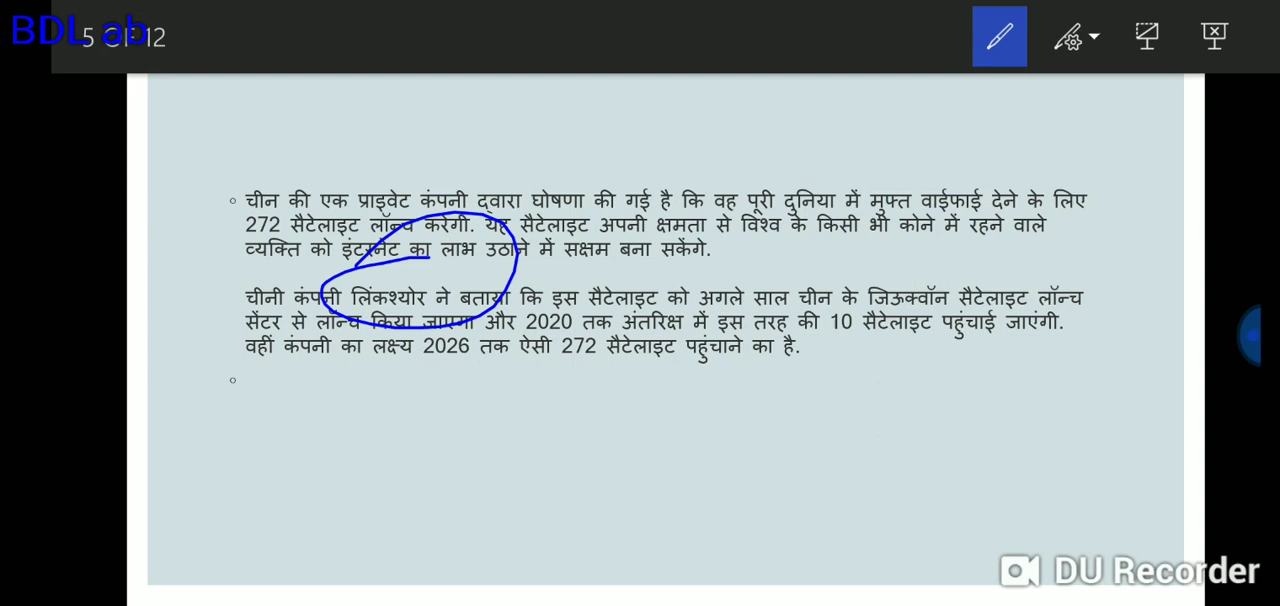 BDL ab
5 OF 12
◦ चीन की एक प्राइवेट कंपनी द्वारा घोषणा की गई है कि वह पूरी दुनिया में मुफ्त वाईफाई देने के लिए
272 सैटेलाइट लॉन्च करेगी. यह सैटेलाइट अपनी क्षमता से विश्व के किसी भी कोने में रहने वाले
व्यक्ति को इंटरनेट का लाभ उठाने में सक्षम बना सकेंगे.
चीनी कंपनी लिंकश्योर ने बताया कि इस सैटेलाइट को अगले साल चीन के जिऊक्वॉन सैटेलाइट लॉन्च
सेंटर से लॉन्च किया जाएगा और 2020 तक अंतरिक्ष में इस तरह की 10 सैटेलाइट पहुंचाई जाएंगी.
वहीं कंपनी का लक्ष्य 2026 तक ऐसी 272 सैटेलाइट पहुंचाने का है.
◦
DU Recorder